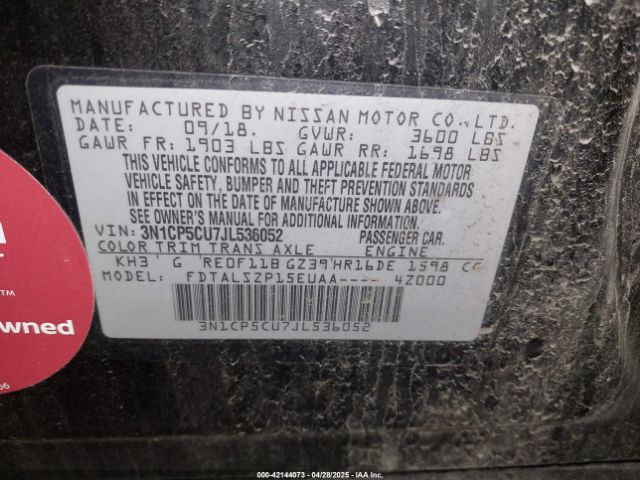 MANUFACTURED BY NISSAN MOTOR CO., LTD.
DATE: 09/18. GVWR: 3600 LBS
GAWR FR: 1903 LBS GAWR RR: 1698 LBS
THIS VEHICLE CONFORMS TO ALL APPLICABLE FEDERAL MOTOR
VEHICLE SAFETY, BUMPER AND THEFT PREVENTION STANDARDS
IN EFFECT ON THE DATE OF MANUFACTURE SHOWN ABOVE.
SEE OWNER'S MANUAL FOR ADDITIONAL INFORMATION.
VIN: 3N1CP5CU7JL536052 PASSENGER CAR.
COLOR TRIM TRANS AXLE ENGINE
KH3 G RE0F11B GZ39 HR16DE 1598 CC
MODEL: FDTALSZP15EUAA---- 4Z000
3N1CP5CU7JL536052
TM
owned
000-42144073 - 04/28/2025 - IAA Inc.